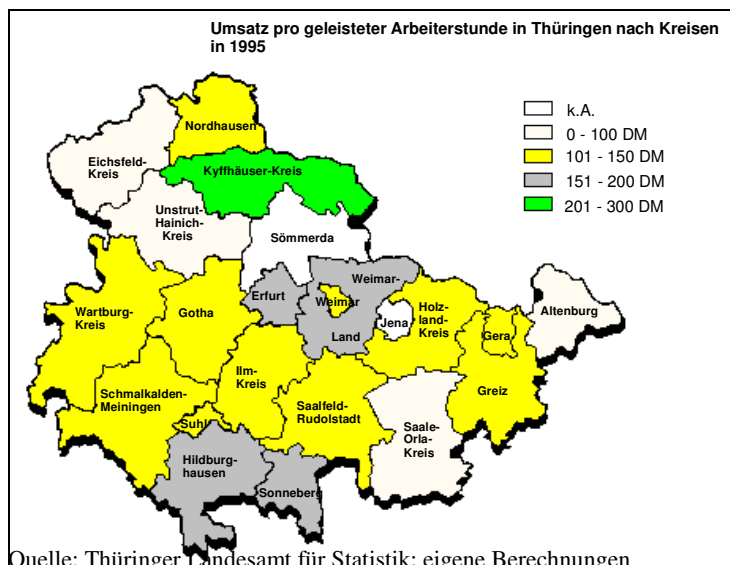 Umsatz pro geleisteter Arbeiterstunde in Thüringen nach Kreisen
in 1995
k.A.
0 - 100 DM
101 - 150 DM
151 - 200 DM
201 - 300 DM
Nordhausen
Eichsfeld-
Kreis
Kyffhäuser-Kreis
Unstrut-
Hainich-
Kreis
Sömmerda
Weimar-
Land
Erfurt
Weimar
Wartburg-
Kreis
Gotha
Jena
Holz-
land-
Kreis
Gera
Altenburg
Ilm-
Kreis
Schmalkalden-
Meiningen
Suhl
Saalfeld-
Rudolstadt
Saale-
Orla-
Kreis
Greiz
Hildburg-
hausen
Sonneberg
Quelle: Thüringer Landesamt für Statistik; eigene Berechnungen